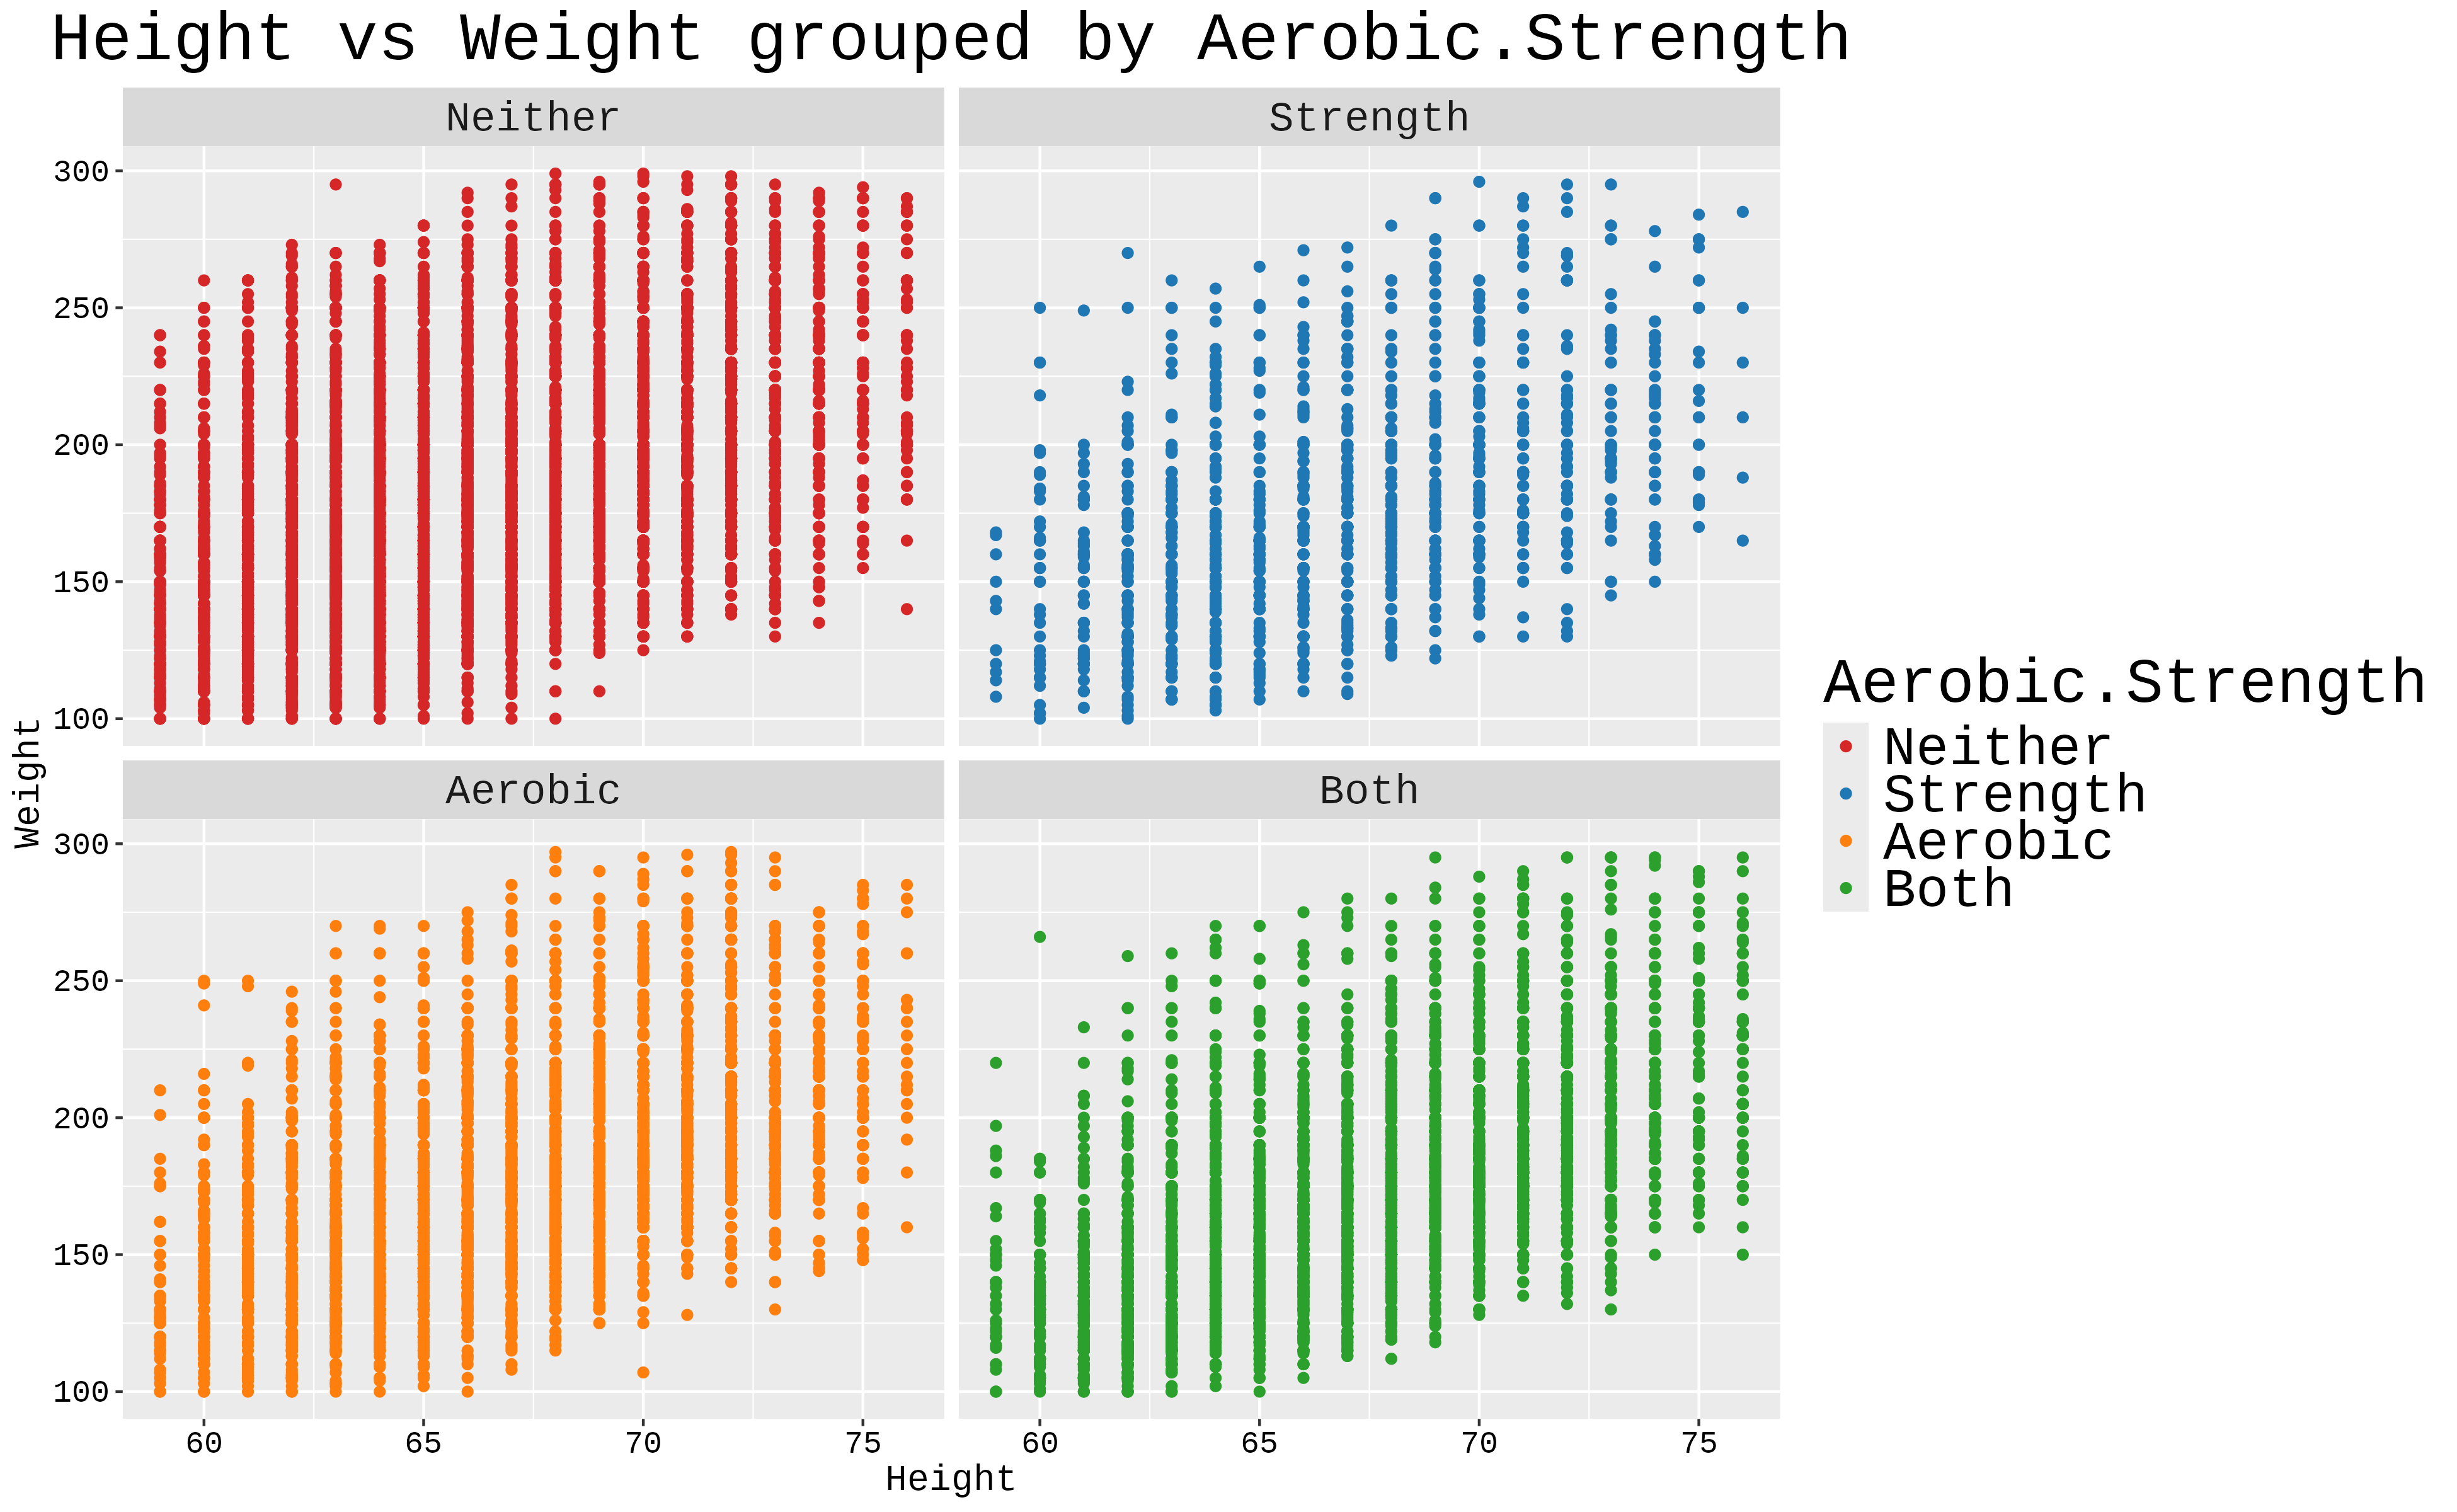 Height vs Weight grouped by Aerobic.Strength
Neither
Strength
300
250
200
150
100
Weight
Aerobic
Both
300
250
200
150
100
60
65
70
75
60
65
70
75
Height
Aerobic.Strength
Neither
Strength
Aerobic
Both